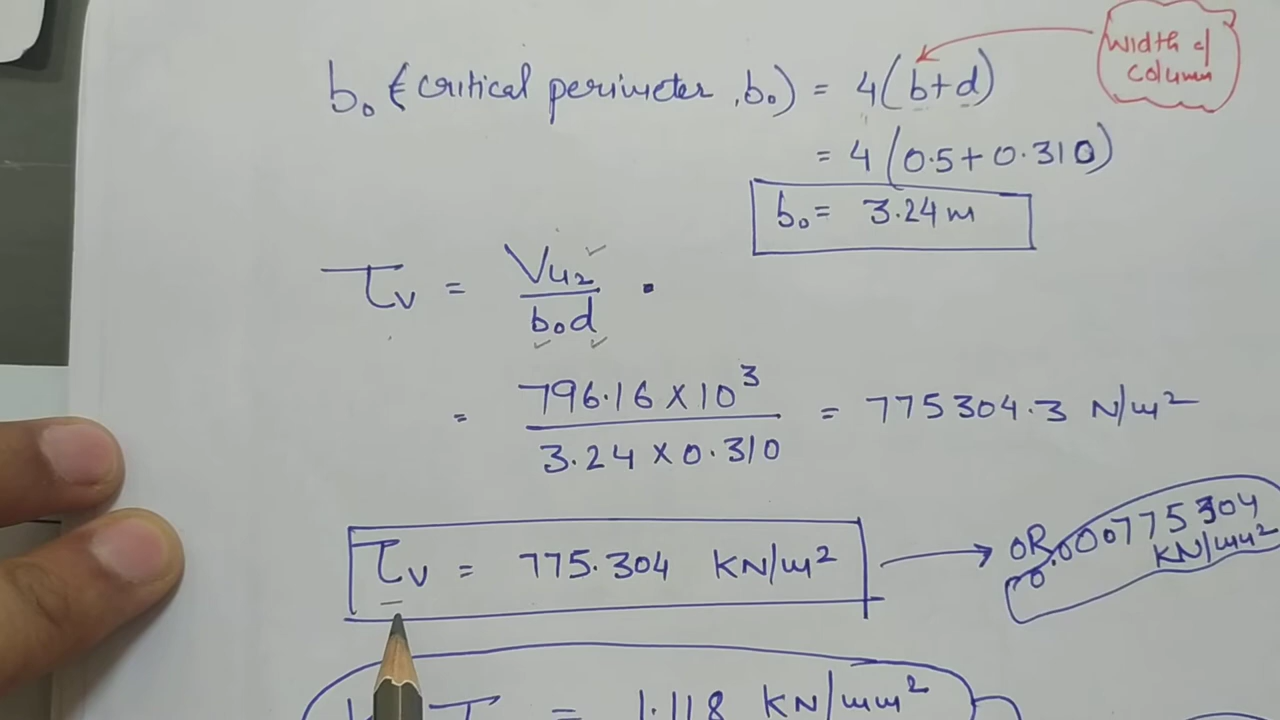 b₀ (critical perimeter, b₀) = 4(b+d)
width of
column
= 4(0.5+0.310)
b₀ = 3.24m
τv = Vu₂/b₀d
= 796.16 × 10³ / 3.24 × 0.310 = 775304.3 N/m²
τv = 775.304 KN/m²
OR 0.000775304
KN/mm²
τ = 1.118 KN/mm²